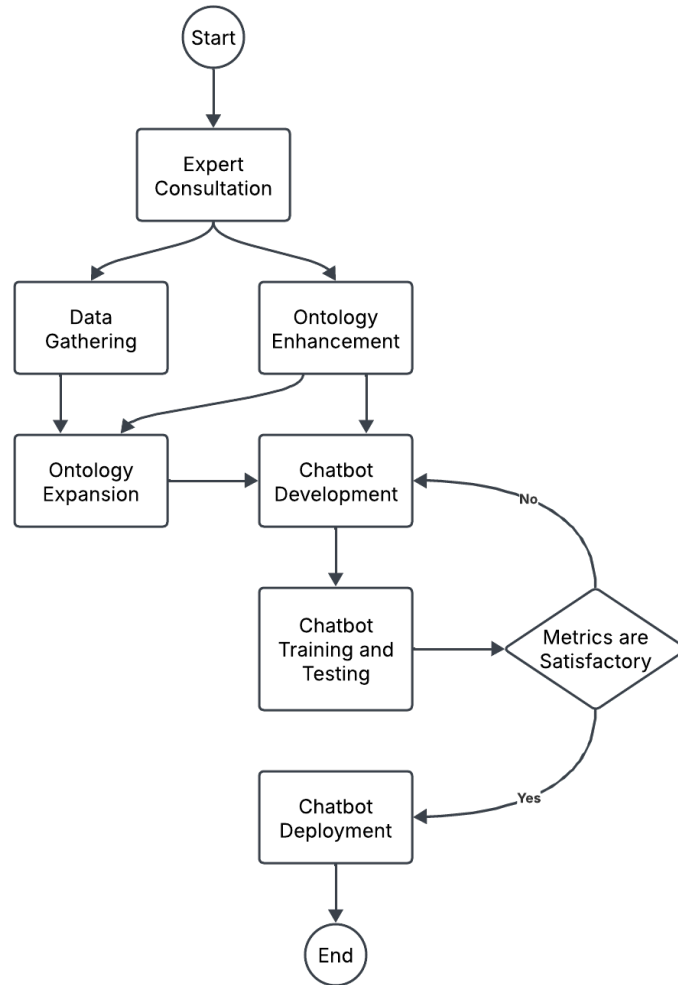 Start
Expert
Consultation
Data
Gathering
Ontology
Enhancement
Ontology
Expansion
Chatbot
Development
No
Chatbot
Training and
Testing
Metrics are
Satisfactory
Yes
Chatbot
Deployment
End